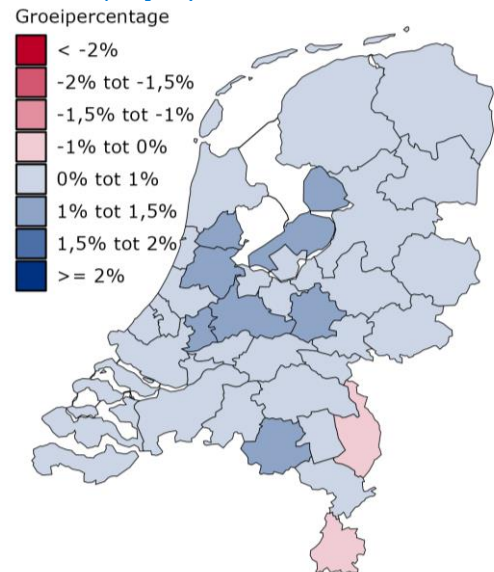 Groeipercentage
< -2%
-2% tot -1,5%
-1,5% tot -1%
-1% tot 0%
0% tot 1%
1% tot 1,5%
1,5% tot 2%
>= 2%